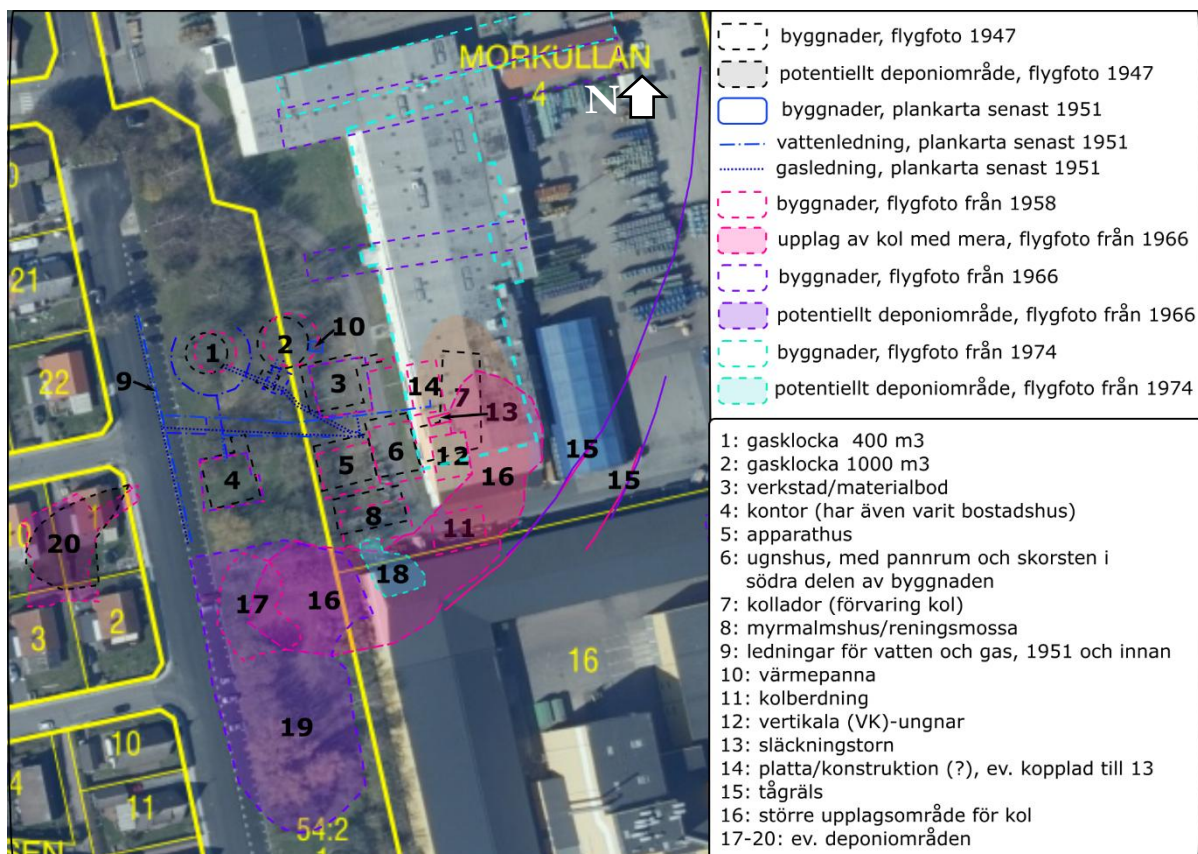 MORKULLAN
4
N
9
21
22
10
9
1
2
3
14
7
13
4
5
6
12
16
15
15
8
11
20
17
16
18
3
2
16
19
10
4
11
54:2
byggnader, flygfoto 1947
potentiellt deponiområde, flygfoto 1947
byggnader, plankarta senast 1951
vattenledning, plankarta senast 1951
gasledning, plankarta senast 1951
byggnader, flygfoto från 1958
upplag av kol med mera, flygfoto från 1966
byggnader, flygfoto från 1966
potentiellt deponiområde, flygfoto från 1966
byggnader, flygfoto från 1974
potentiellt deponiområde, flygfoto från 1974
1: gasklocka 400 m3
2: gasklocka 1000 m3
3: verkstad/materialbod
4: kontor (har även varit bostadshus)
5: apparathus
6: ugnshus, med pannrum och skorsten i
södra delen av byggnaden
7: kollador (förvaring kol)
8: myrmalmshus/reningsmossa
9: ledningar för vatten och gas, 1951 och innan
10: värmepanna
11: kolberdning
12: vertikala (VK)-ugnar
13: släckningstorn
14: platta/konstruktion (?), ev. kopplad till 13
15: tågräls
16: större upplagsområde för kol
17-20: ev. deponiområden